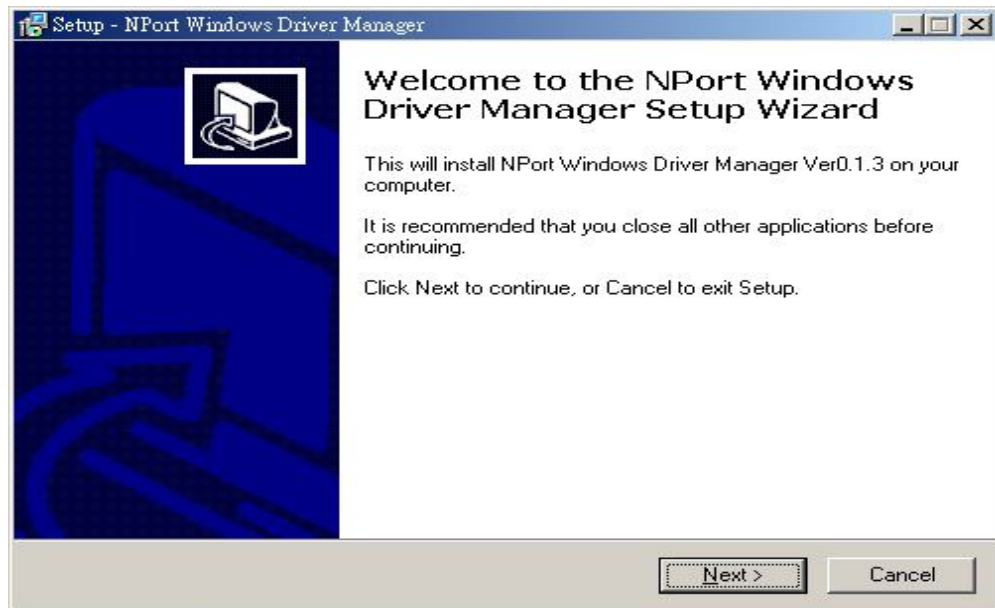 Setup - NPort Windows Driver Manager
Welcome to the NPort Windows
Driver Manager Setup Wizard
This will install NPort Windows Driver Manager Ver0.1.3 on your
computer.
It is recommended that you close all other applications before
continuing.
Click Next to continue, or Cancel to exit Setup.
Next >
Cancel